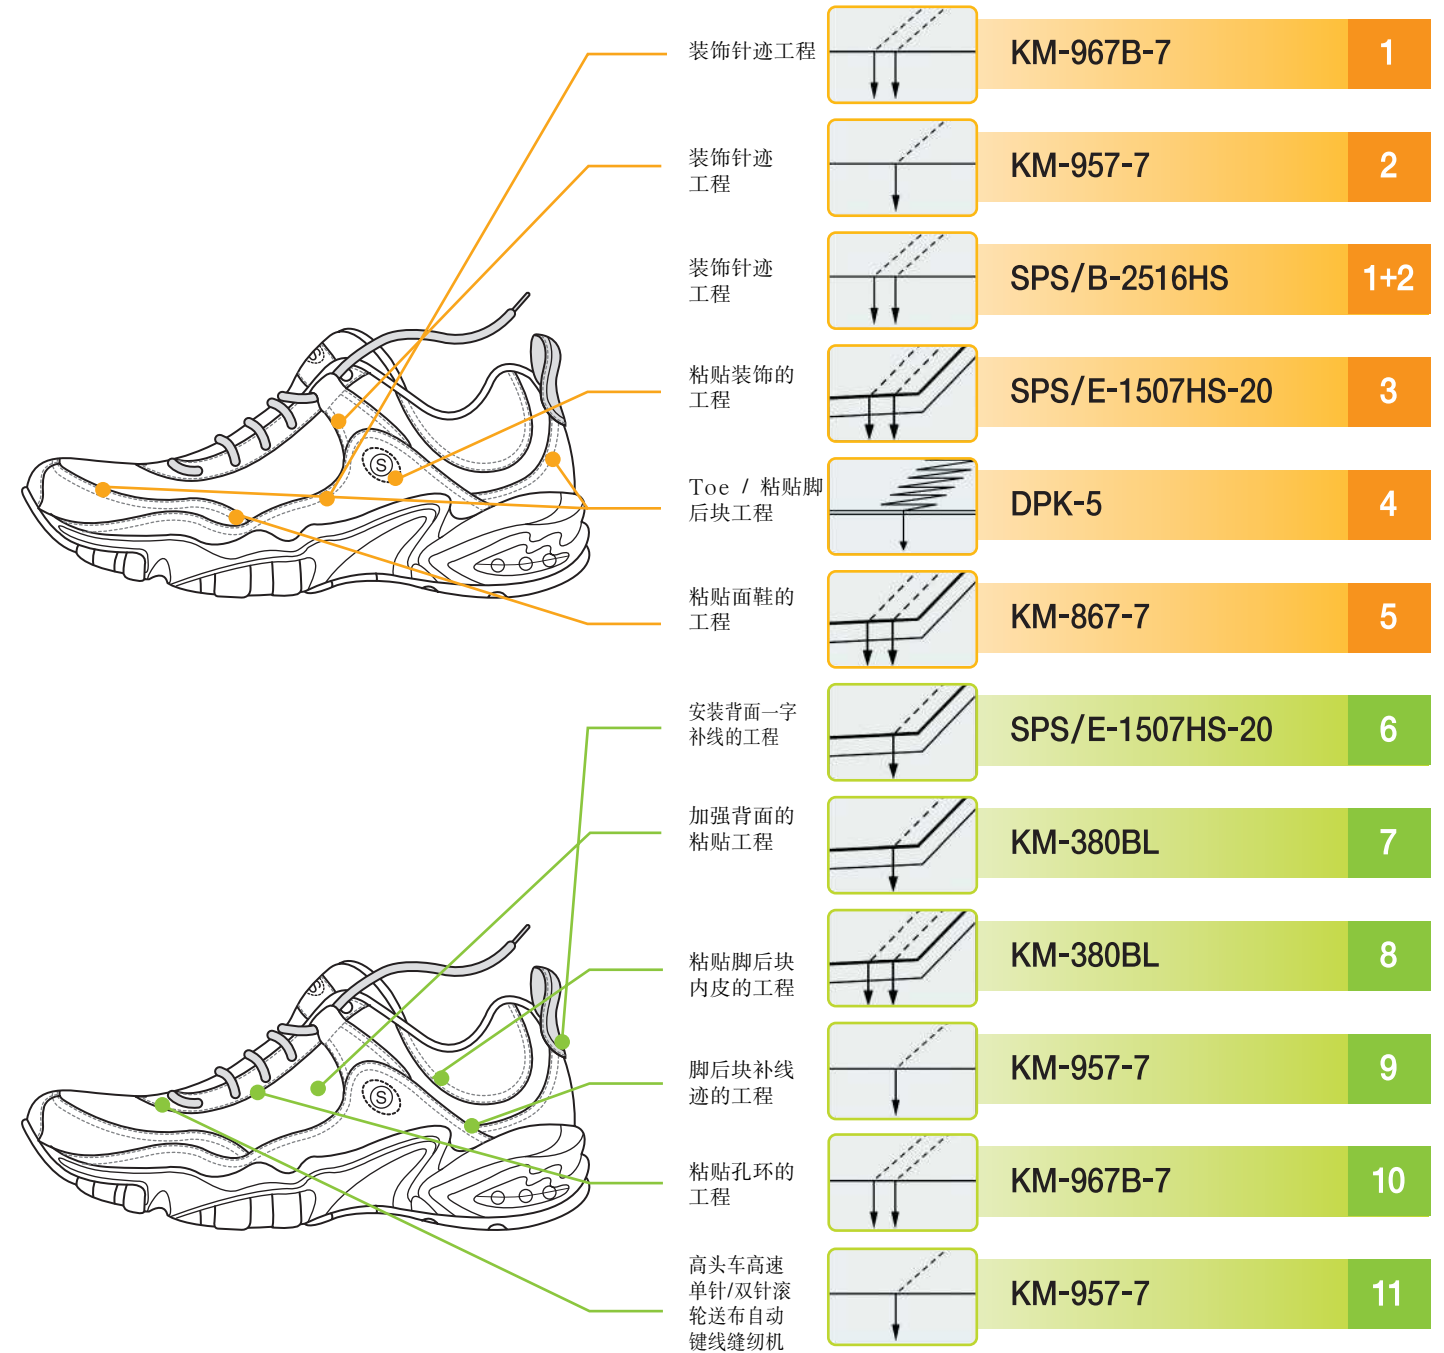 装饰针迹工程
KM-967B-7
1
装饰针迹
工程
KM-957-7
2
装饰针迹
工程
SPS/B-2516HS
1+2
粘贴装饰的
工程
SPS/E-1507HS-20
3
Toe / 粘贴脚
后块工程
DPK-5
4
粘贴面鞋的
工程
KM-867-7
5
S
S
安装背面一字
补线的工程
SPS/E-1507HS-20
6
加强背面的
粘贴工程
KM-380BL
7
粘贴脚后块
内皮的工程
KM-380BL
8
脚后块补线
迹的工程
KM-957-7
9
粘贴孔环的
工程
KM-967B-7
10
高头车高速
单针/双针滚
轮送布自动
键线缝纫机
KM-957-7
11
S
S